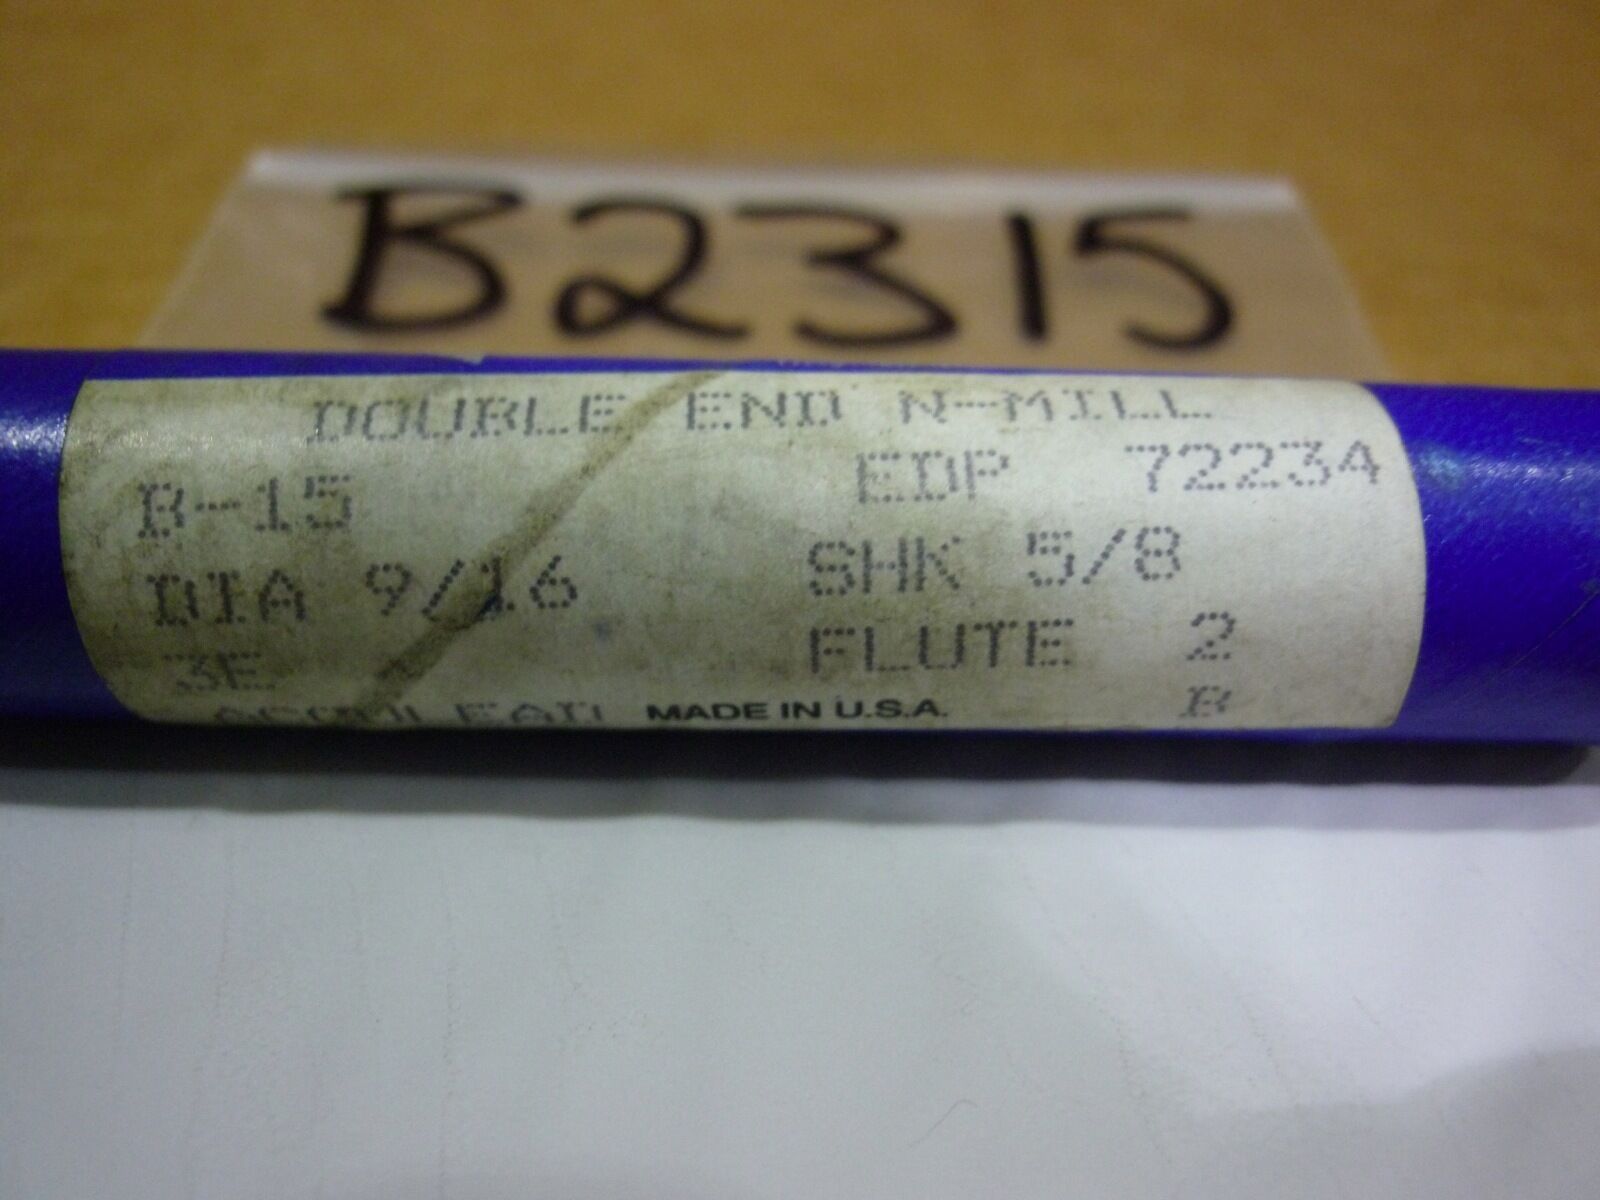 B2315
DOUBLE END N-MILL
B-15 EDP 72234
DIA 9/16 SHK 5/8
3E FLUTE 2
MADE IN U.S.A. B